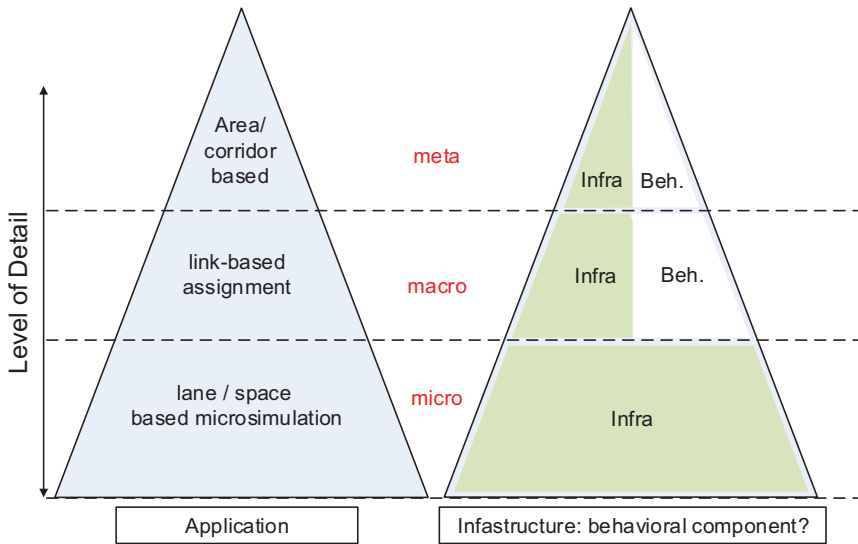 Level of Detail
Area/
corridor
based
meta
Infra
Beh.
link-based
assignment
macro
Infra
Beh.
lane / space
based microsimulation
micro
Infra
Application
Infastructure: behavioral component?